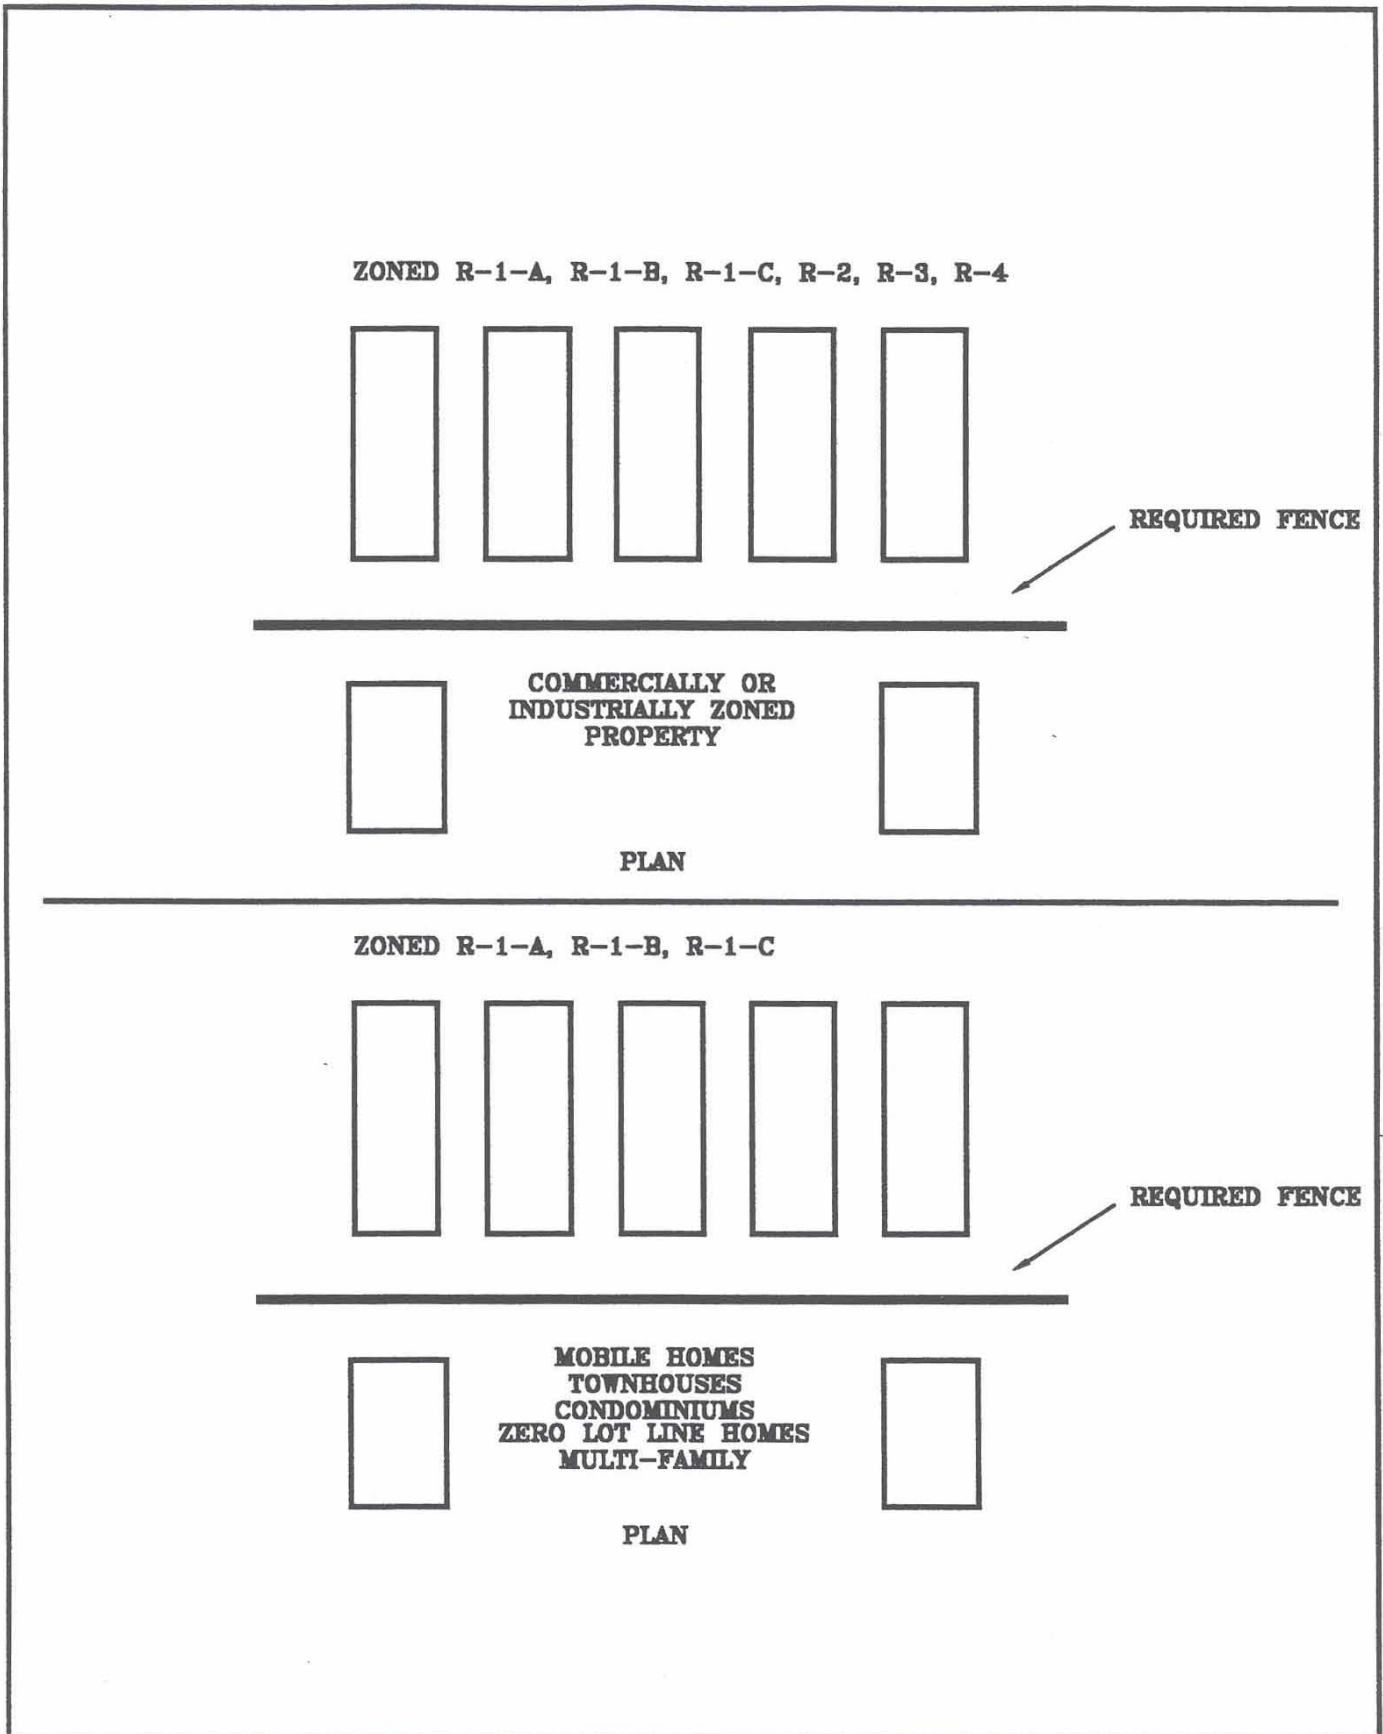 ZONED R-1-A, R-1-B, R-1-C, R-2, R-3, R-4
REQUIRED FENCE
COMMERCIALLY OR
INDUSTRIALLY ZONED
PROPERTY
PLAN
ZONED R-1-A, R-1-B, R-1-C
REQUIRED FENCE
MOBILE HOMES
TOWNHOUSES
CONDOMINIUMS
ZERO LOT LINE HOMES
MULTI-FAMILY
PLAN